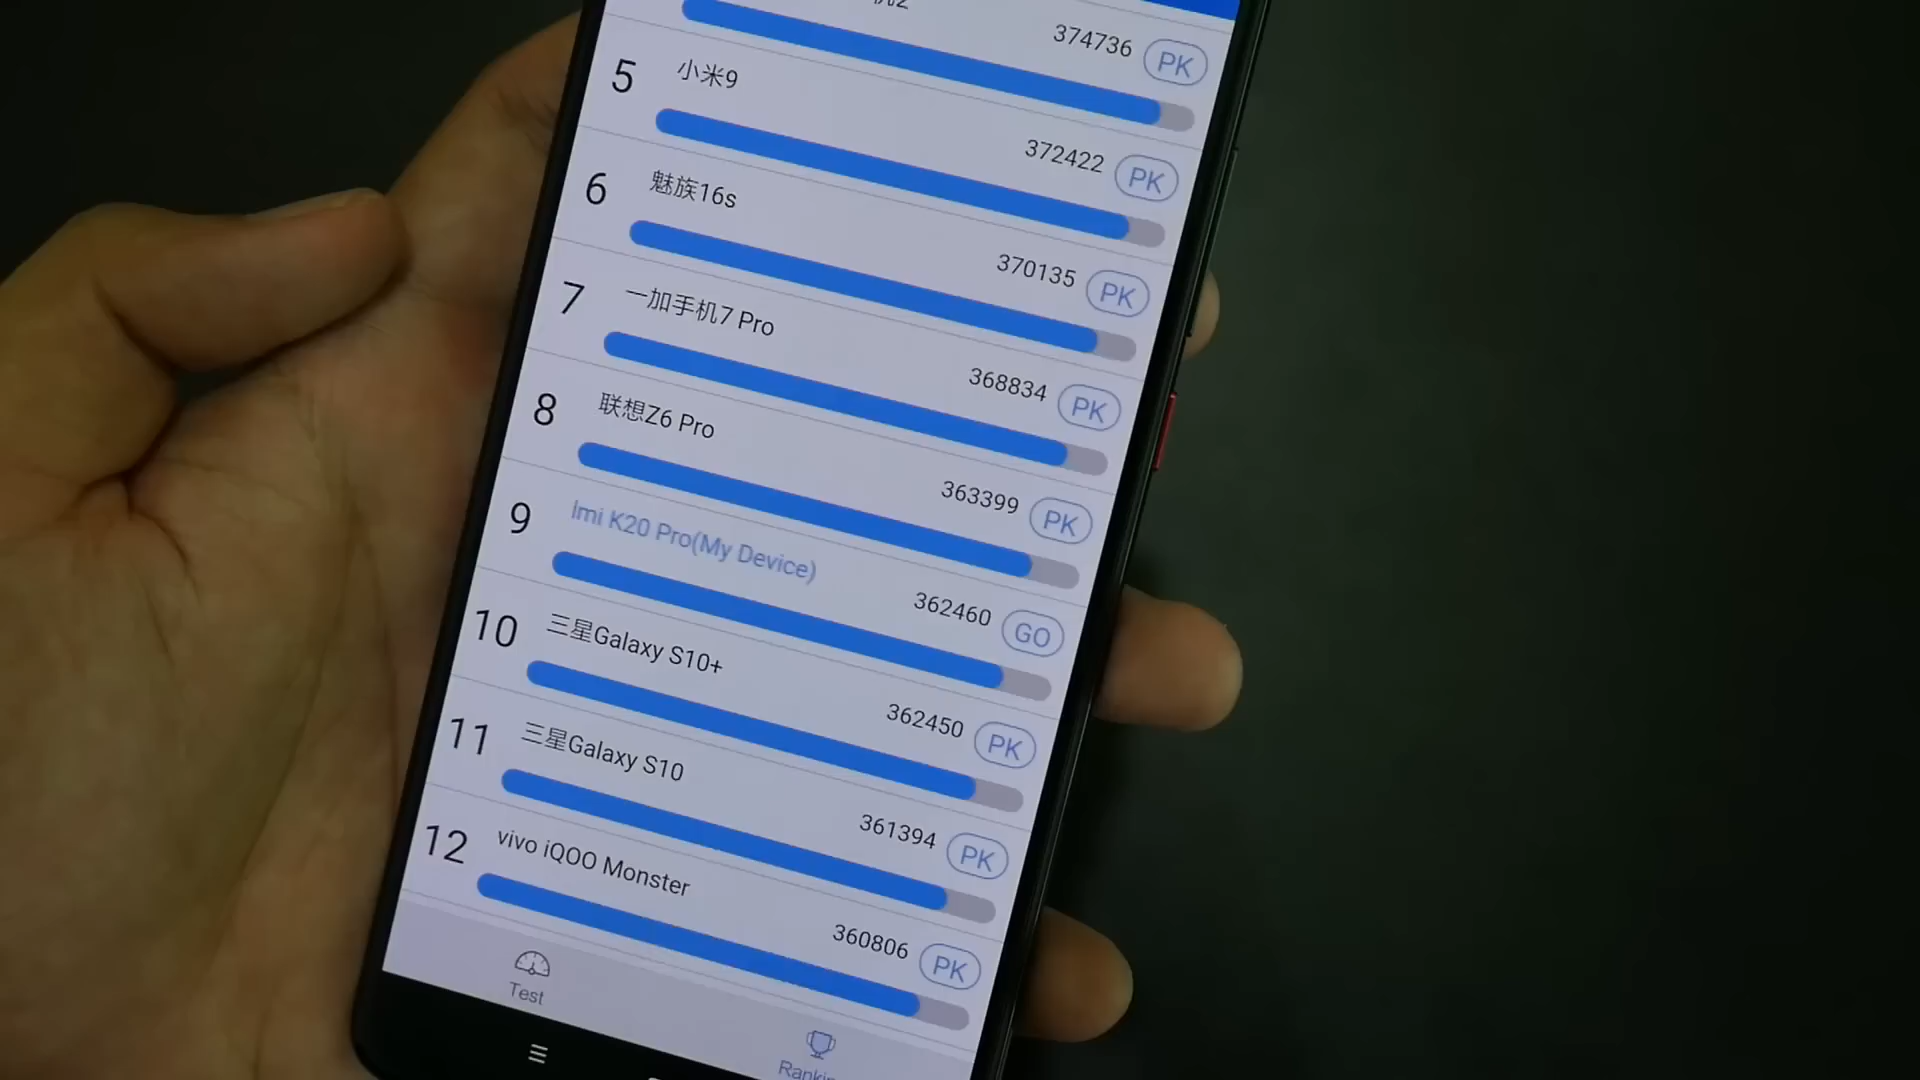 374736 PK
5 小米9
372422 PK
6 魅族16s
370135 PK
7 一加手机7 Pro
368834 PK
8 联想Z6 Pro
363399 PK
9 lmi K20 Pro(My Device)
362460 GO
10 三星Galaxy S10+
362450 PK
11 三星Galaxy S10
361394 PK
12 vivo iQOO Monster
360806 PK
Test